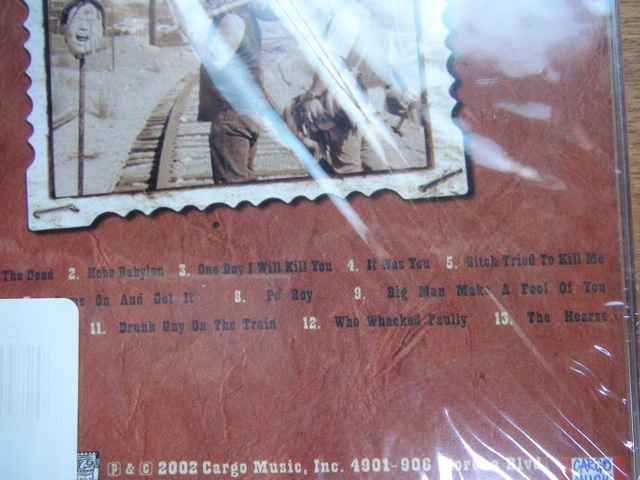 The Dead 2. Hobo Babylon 3. One Day I Will Kill You 4. It Was You 5. Bitch Tried To Kill Me
On And Get It 8. Po Boy 9. Big Man Make A Fool Of You
11. Drunk Guy On The Train 12. Who Whacked Paully 13. The Hearse
℗ & © 2002 Cargo Music, Inc. 4901-906 Blvd.
CARGO